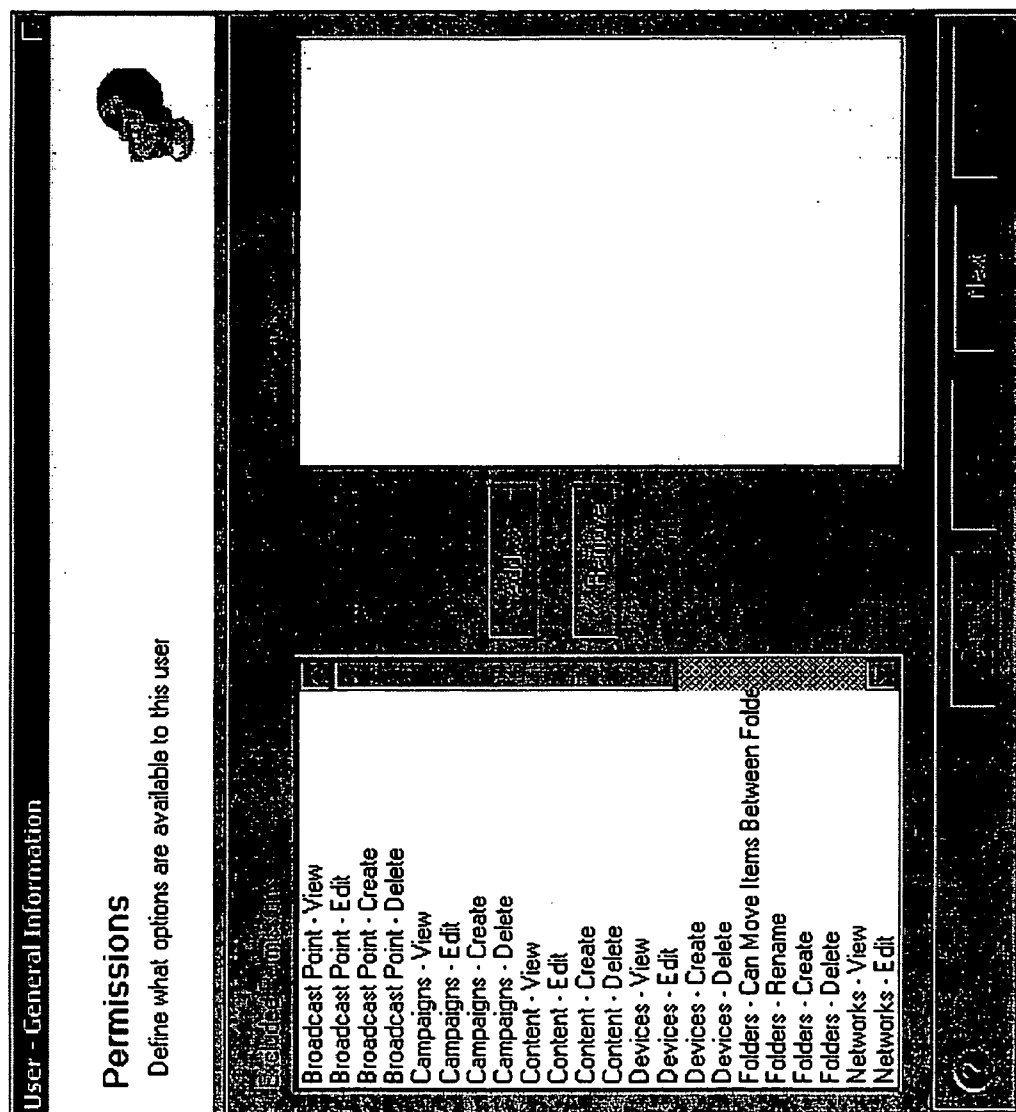 User - General Information
Permissions
Define what options are available to this user
Excluded Permissions
Broadcast Point - View
Broadcast Point - Edit
Broadcast Point - Create
Broadcast Point - Delete
Campaigns - View
Campaigns - Edit
Campaigns - Create
Campaigns - Delete
Content - View
Content - Edit
Content - Create
Content - Delete
Devices - View
Devices - Edit
Devices - Create
Devices - Delete
Folders - Can Move Items Between Folde
Folders - Rename
Folders - Create
Folders - Delete
Networks - View
Networks - Edit
Add >
< Remove
?
Next